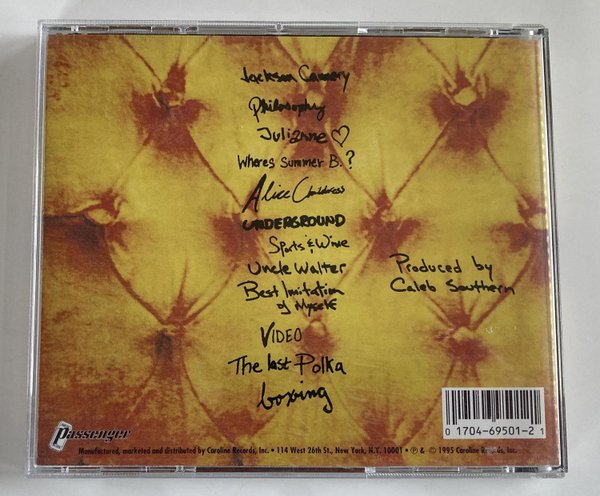 Jackson Cannery
Philosophy
Julianne
Wheres Summer B.?
Alice Childress
UNDERGROUND
Sports & Wine
Uncle Walter
Best Imitation
of Myself
VIDEO
The last Polka
boxing
Produced by
Caleb Southern
Passenger
0 1704-69501-2 1
Manufactured, marketed and distributed by Caroline Records, Inc. • 114 West 26th St., New York, N.Y. 10001 • ℗ & © 1995 Caroline Records, Inc.